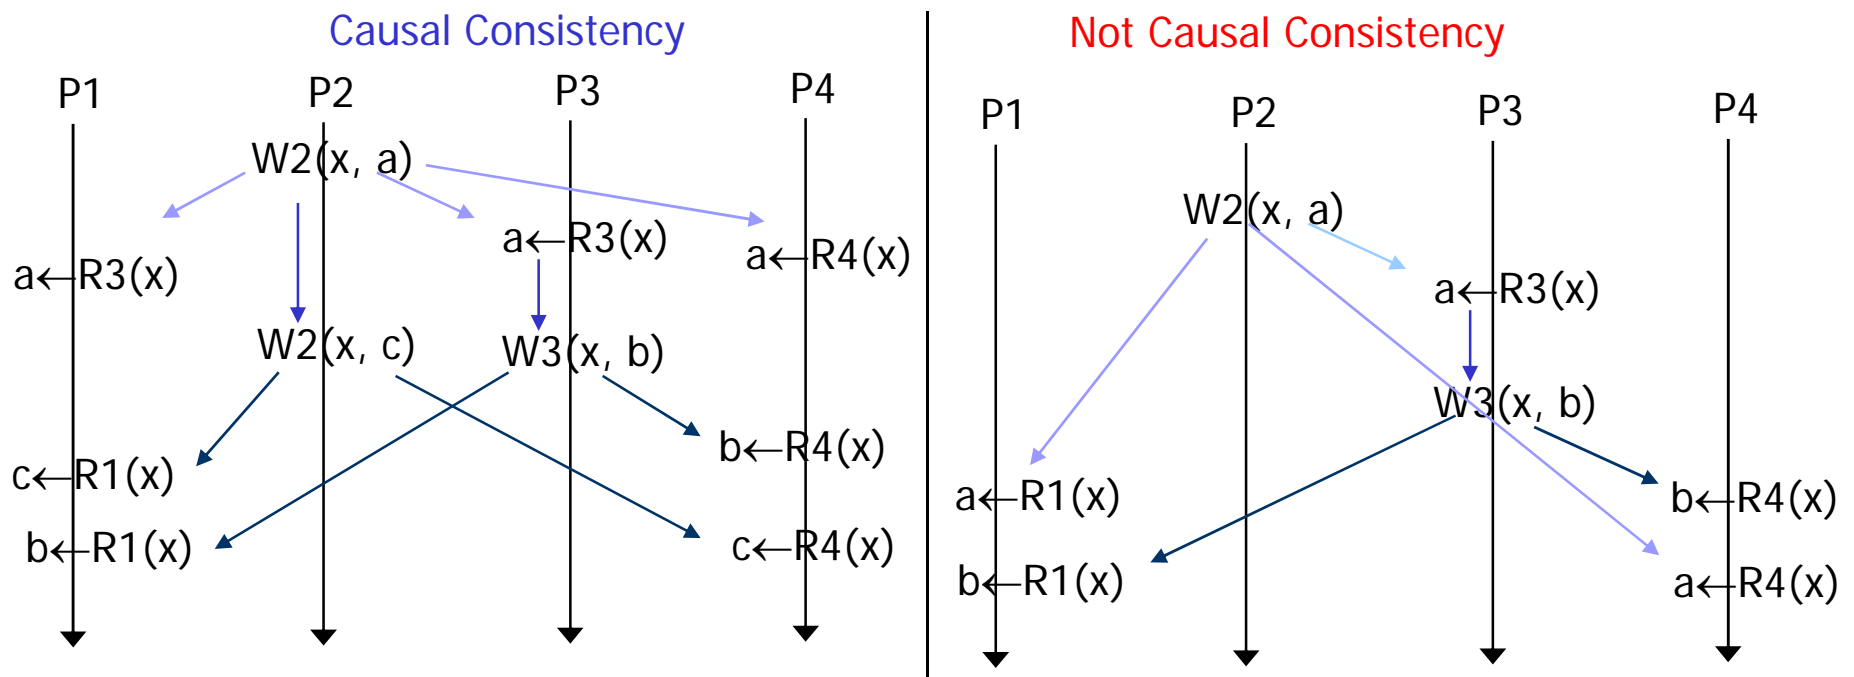 Causal Consistency
P1 P2 P3 P4
W2(x, a)
a←R3(x)
a←R4(x)
a←R3(x)
W2(x, c)
W3(x, b)
b←R4(x)
c←R1(x)
b←R1(x)
c←R4(x)
Not Causal Consistency
P1 P2 P3 P4
W2(x, a)
a←R3(x)
W3(x, b)
a←R1(x)
b←R4(x)
b←R1(x)
a←R4(x)